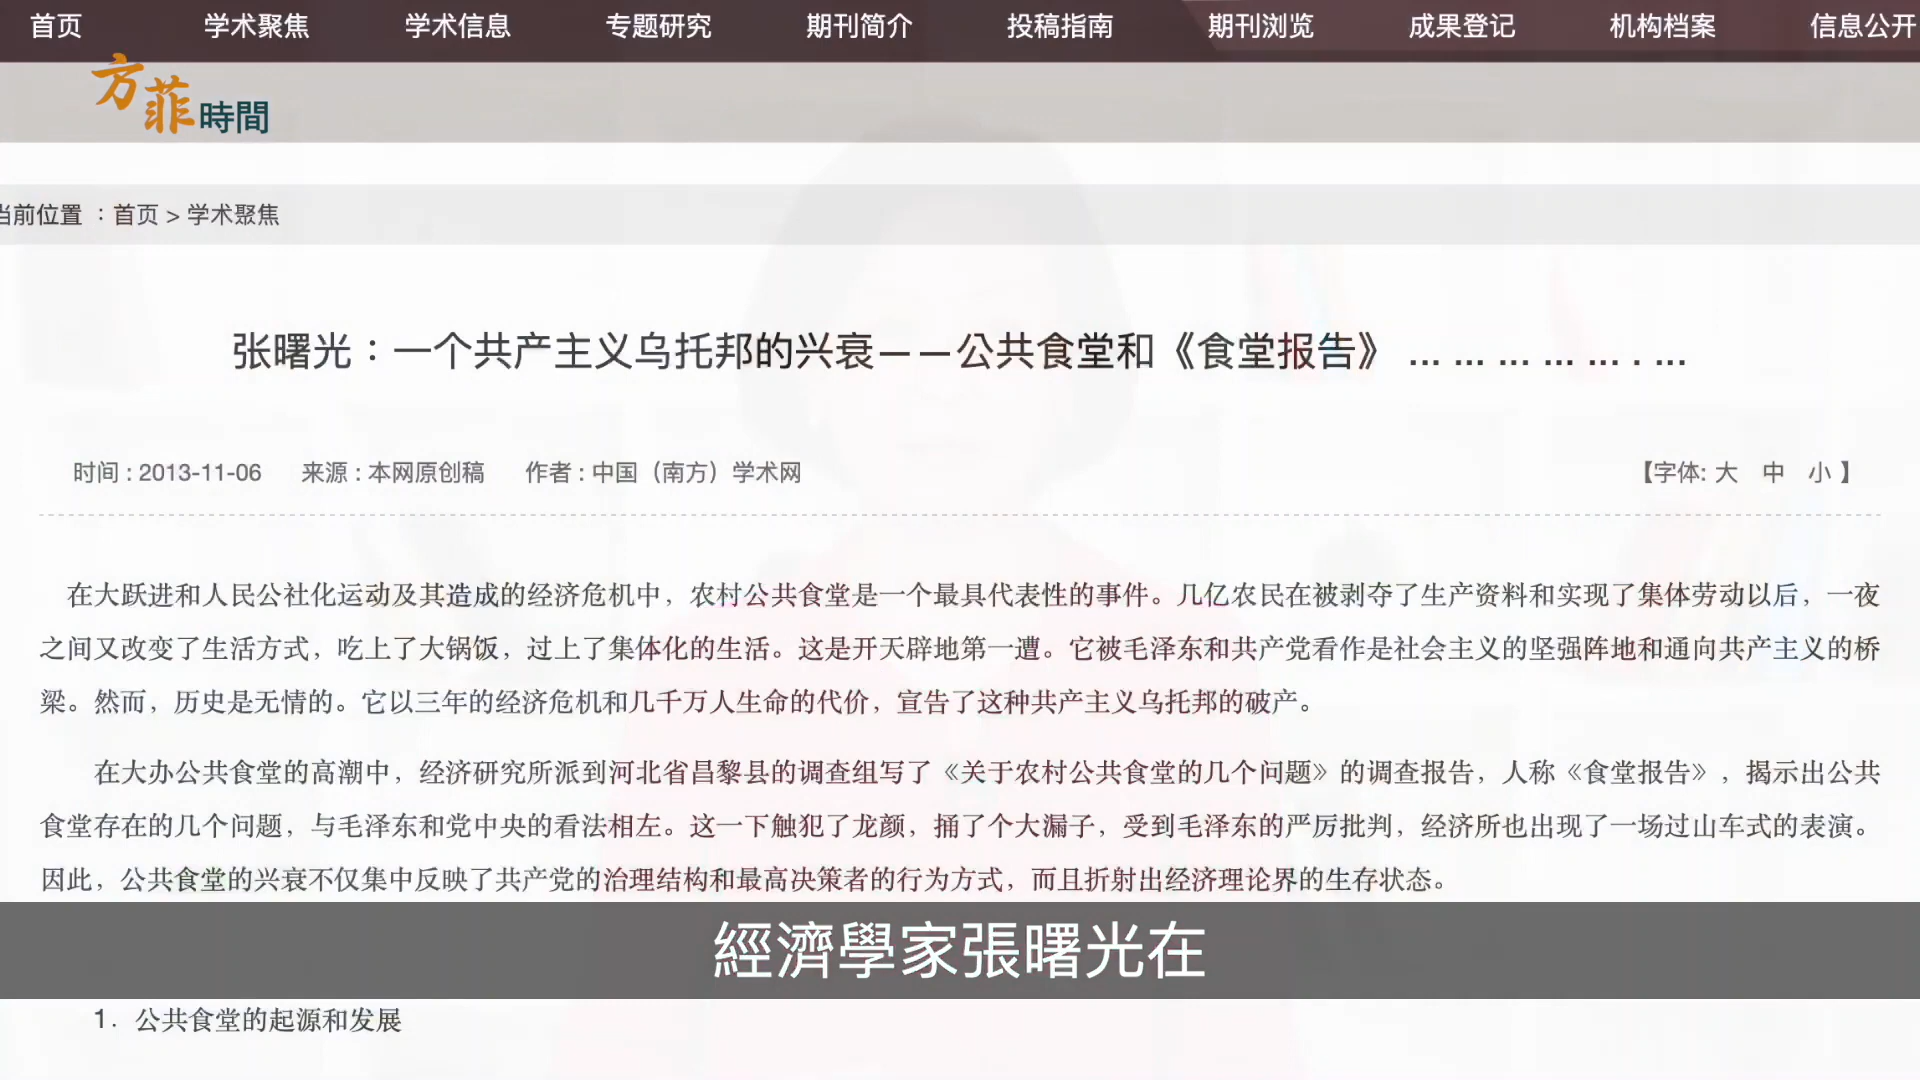 首页 学术聚焦 学术信息 专题研究 期刊简介 投稿指南 期刊浏览 成果登记 机构档案 信息公开
方菲時間
当前位置 ：首页 > 学术聚焦
张曙光：一个共产主义乌托邦的兴衰——公共食堂和《食堂报告》 ... ... ... ... ... . ...
时间 : 2013-11-06 来源 : 本网原创稿 作者 : 中国（南方）学术网 【字体: 大 中 小 】
在大跃进和人民公社化运动及其造成的经济危机中，农村公共食堂是一个最具代表性的事件。几亿农民在被剥夺了生产资料和实现了集体劳动以后，一夜
之间又改变了生活方式，吃上了大锅饭，过上了集体化的生活。这是开天辟地第一遭。它被毛泽东和共产党看作是社会主义的坚强阵地和通向共产主义的桥
梁。然而，历史是无情的。它以三年的经济危机和几千万人生命的代价，宣告了这种共产主义乌托邦的破产。
在大办公共食堂的高潮中，经济研究所派到河北省昌黎县的调查组写了《关于农村公共食堂的几个问题》的调查报告，人称《食堂报告》，揭示出公共
食堂存在的几个问题，与毛泽东和党中央的看法相左。这一下触犯了龙颜，捅了个大漏子，受到毛泽东的严厉批判，经济所也出现了一场过山车式的表演。
因此，公共食堂的兴衰不仅集中反映了共产党的治理结构和最高决策者的行为方式，而且折射出经济理论界的生存状态。
經濟學家張曙光在
1. 公共食堂的起源和发展